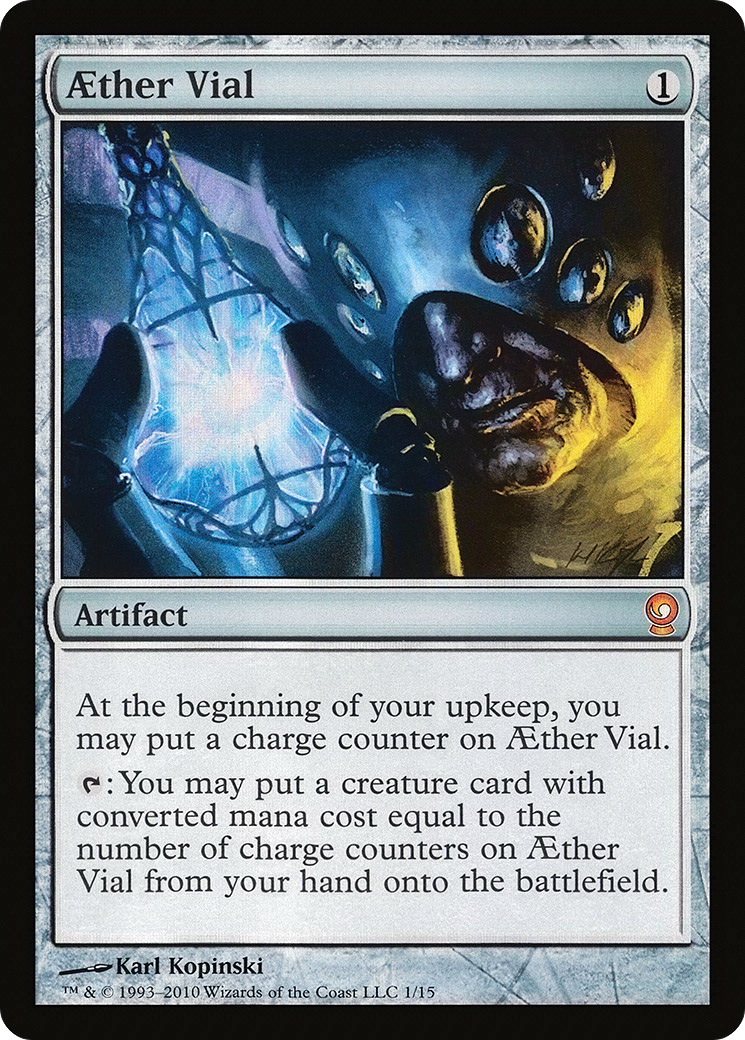 Æther Vial
1
Artifact
At the beginning of your upkeep, you
may put a charge counter on Æther Vial.
: You may put a creature card with
converted mana cost equal to the
number of charge counters on Æther
Vial from your hand onto the battlefield.
Karl Kopinski
™ & © 1993–2010 Wizards of the Coast LLC 1/15